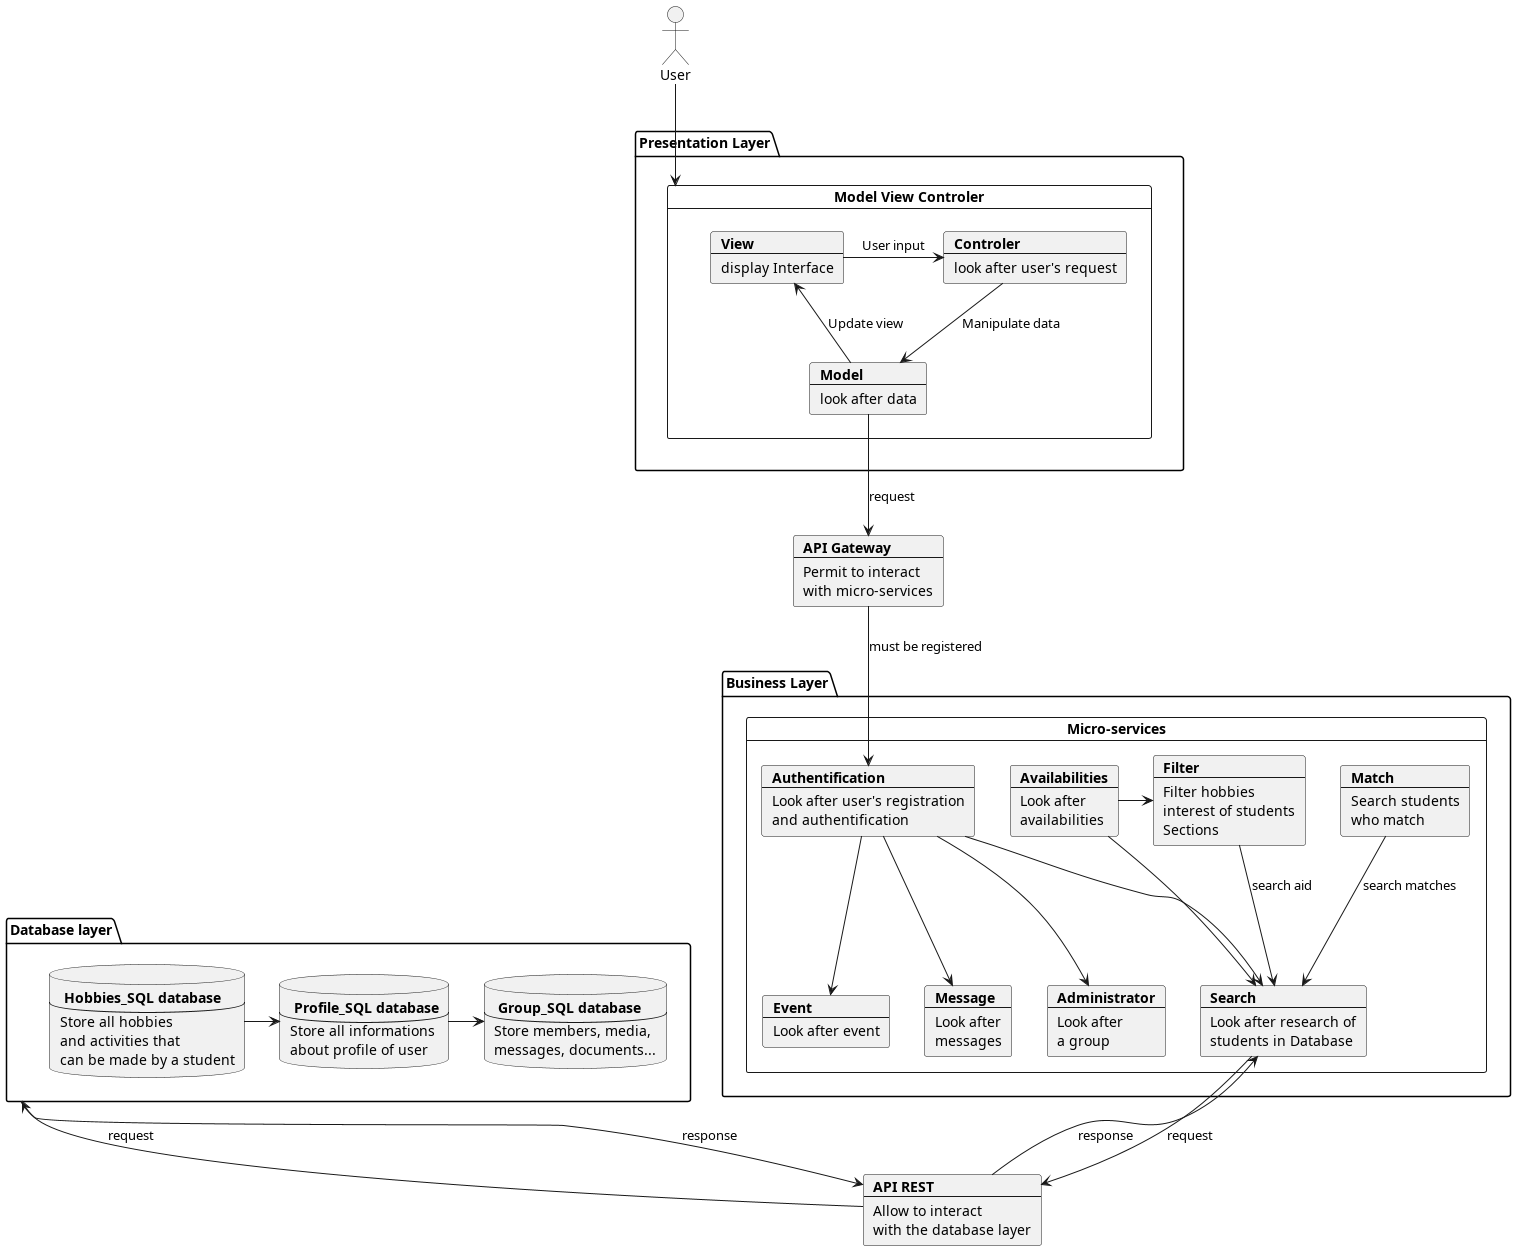 User
Presentation Layer
Model View Controler
View
display Interface
User input
Controler
look after user's request
Update view
Manipulate data
Model
look after data
request
API Gateway
Permit to interact
with micro-services
must be registered
Business Layer
Micro-services
Authentification
Look after user's registration
and authentification
Availabilities
Look after
availabilities
Filter
Filter hobbies
interest of students
Sections
Match
Search students
who match
search aid
search matches
Event
Look after event
Message
Look after
messages
Administrator
Look after
a group
Search
Look after research of
students in Database
Database layer
Hobbies_SQL database
Store all hobbies
and activities that
can be made by a student
Profile_SQL database
Store all informations
about profile of user
Group_SQL database
Store members, media,
messages, documents...
request
response
response
request
API REST
Allow to interact
with the database layer